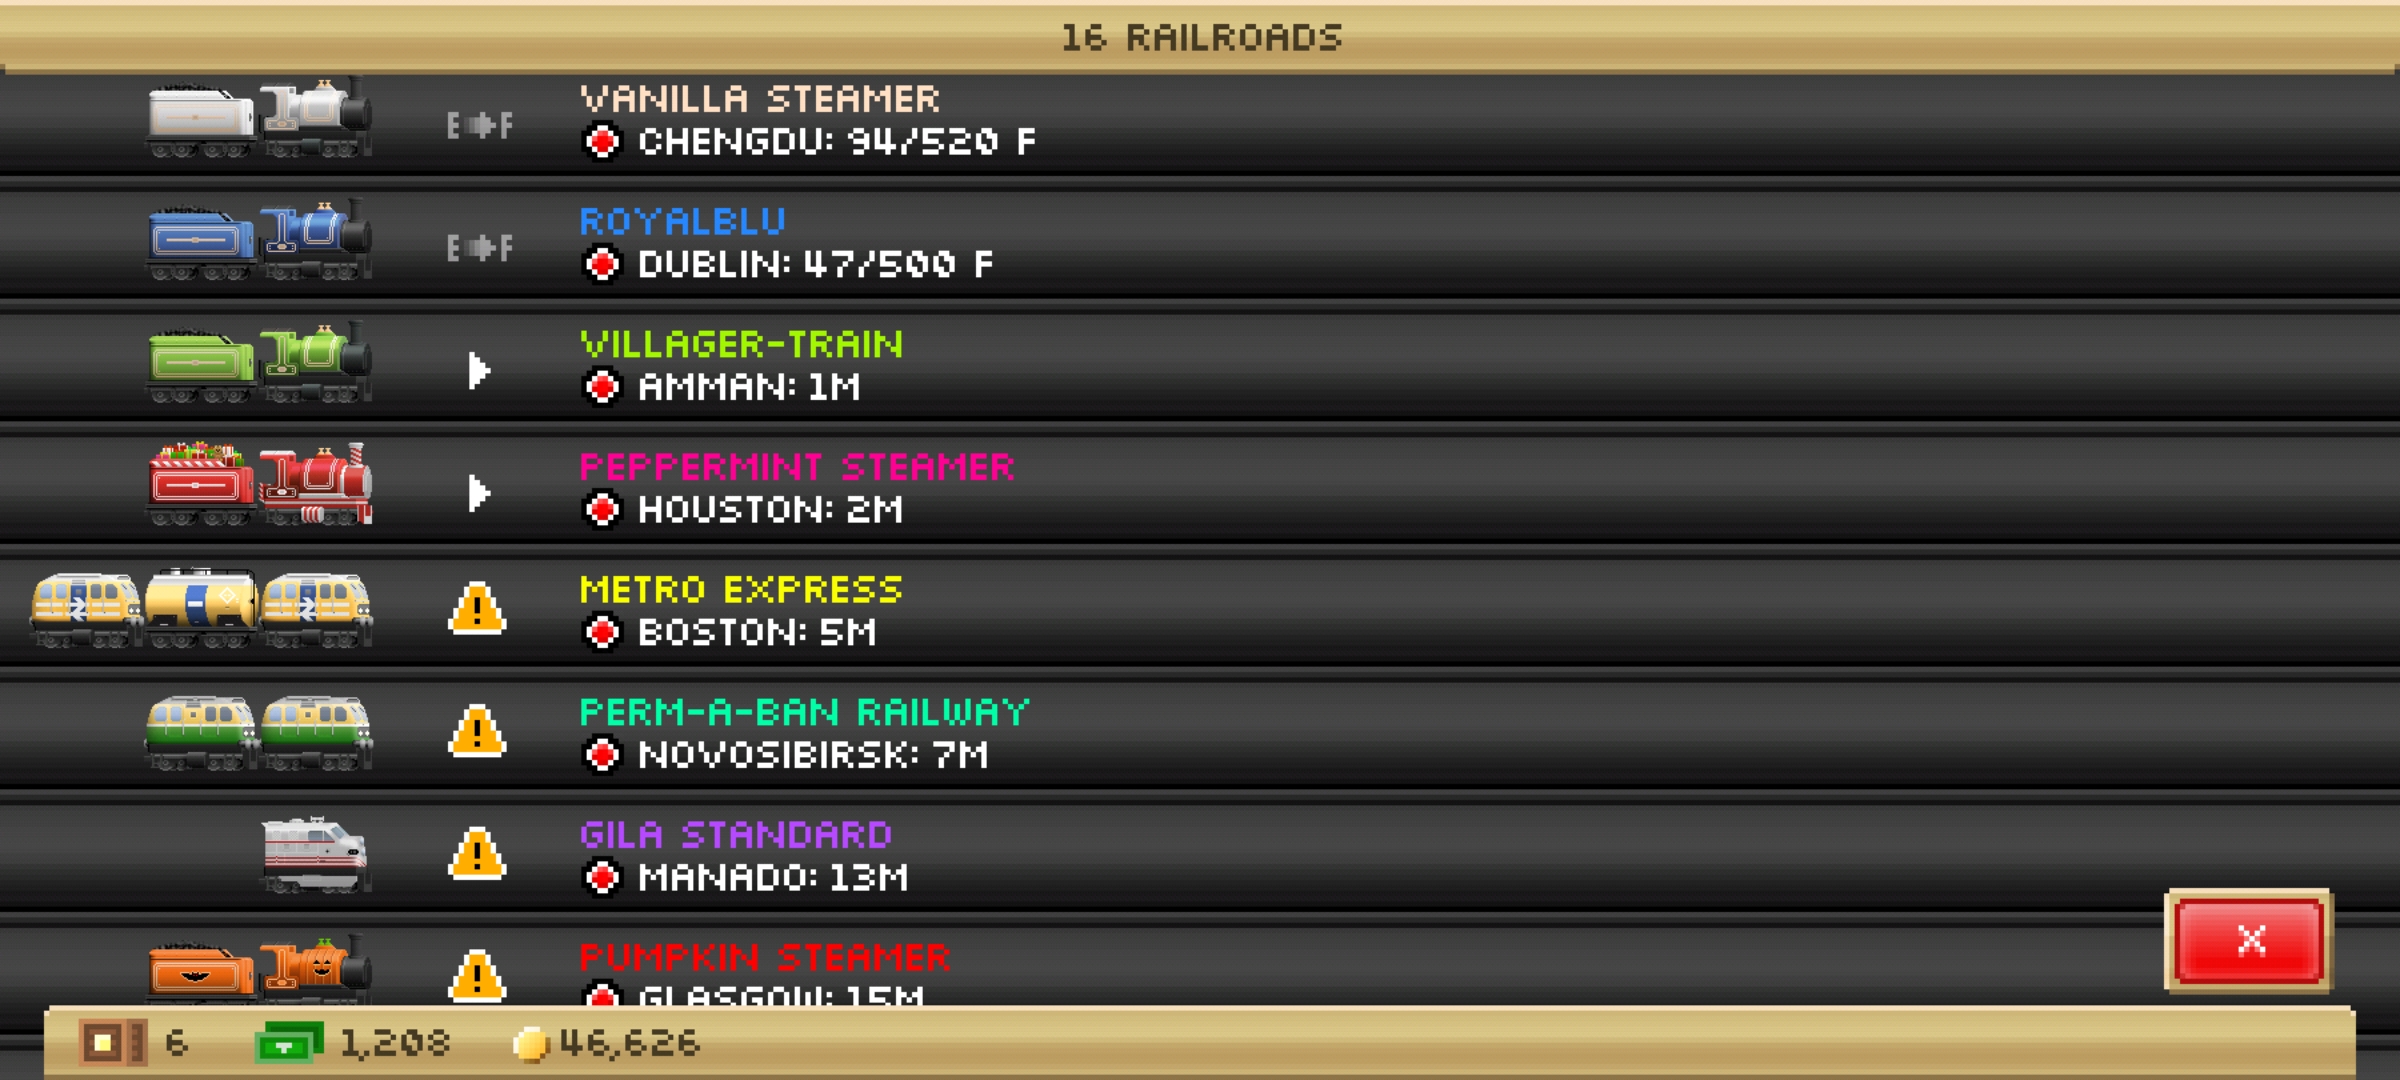 16 RAILROADS
VANILLA STEAMER
E F
CHENGDU: 94/520 F
ROYALBLU
E F
DUBLIN: 47/500 F
VILLAGER-TRAIN
AMMAN: 1M
PEPPERMINT STEAMER
HOUSTON: 2M
METRO EXPRESS
BOSTON: 5M
PERM-A-BAN RAILWAY
NOVOSIBIRSK: 7M
GILA STANDARD
MANADO: 13M
PUMPKIN STEAMER
GLASGOW: 15M
X
6 1,208 46,626